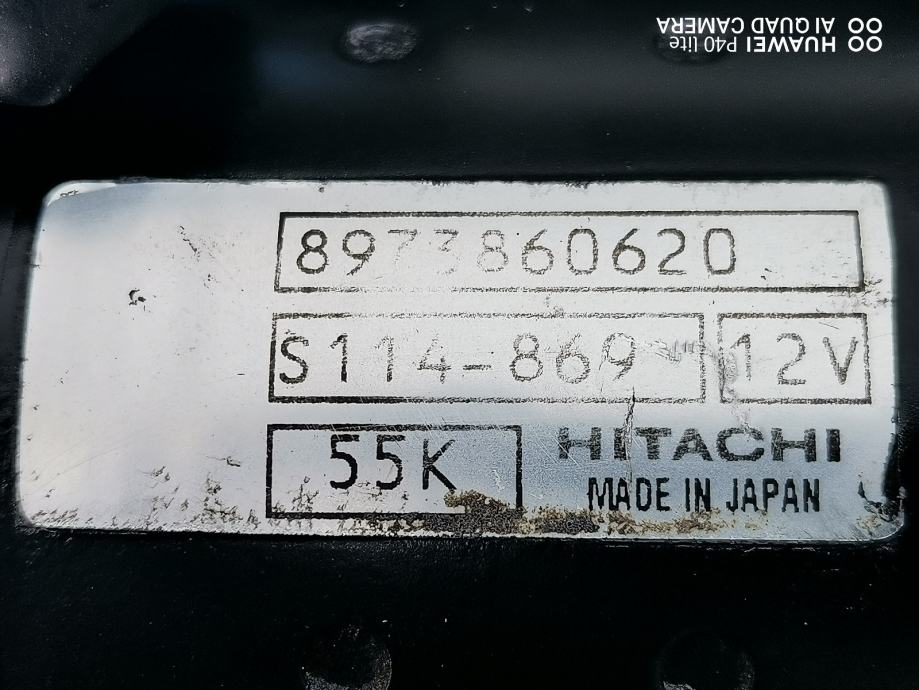 8973860620
S114-869 12V
55K HITACHI
MADE IN JAPAN
HUAWEI P40 lite
AI QUAD CAMERA